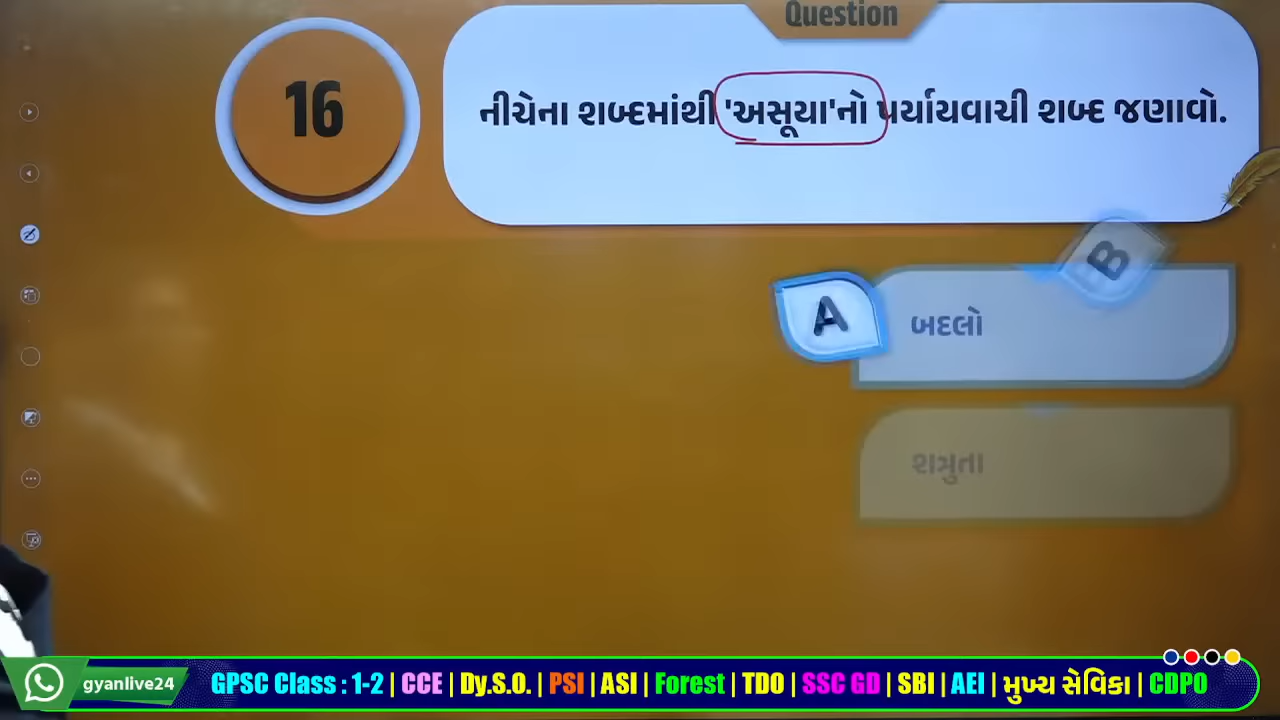 Question
16
નીચેના શબ્દમાંથી 'અસૂયા'નો પર્યાયવાચી શબ્દ જણાવો.
B
A
બદલો
શત્રુતા
gyanlive24
GPSC Class : 1-2 | CCE | Dy.S.O. | PSI | ASI | Forest | TDO | SSC GD | SBI | AEI | મુખ્ય સેવિકા | CDPO